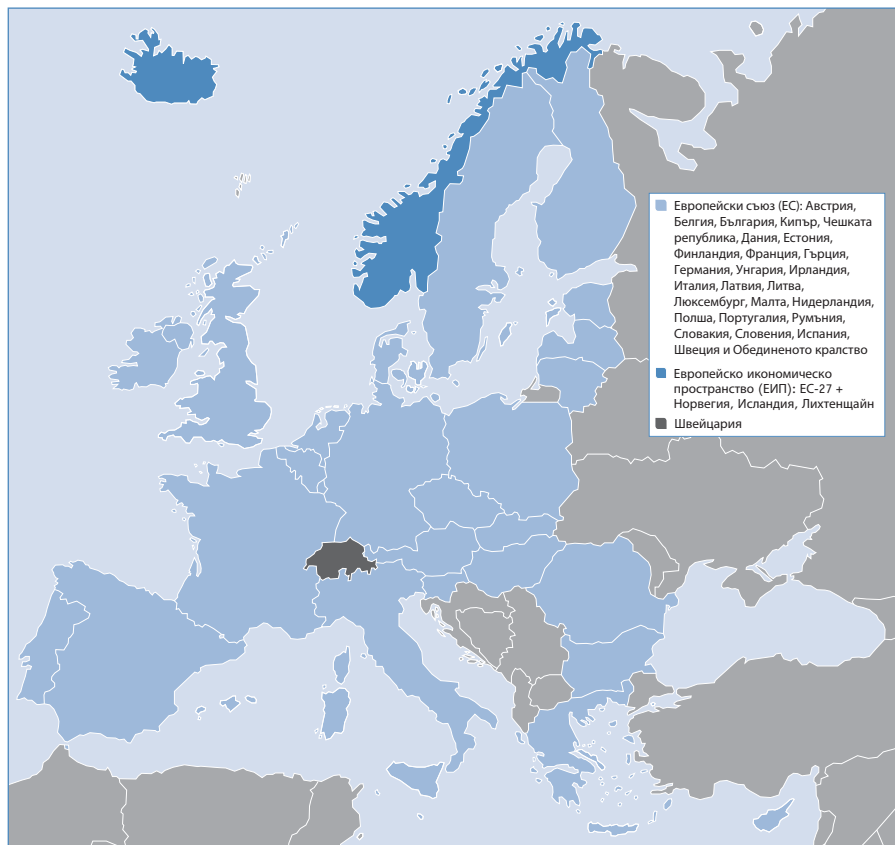 Европейски съюз (ЕС): Австрия,
Белгия, България, Кипър, Чешката
република, Дания, Естония,
Финландия, Франция, Гърция,
Германия, Унгария, Ирландия,
Италия, Латвия, Литва,
Люксембург, Малта, Нидерландия,
Полша, Португалия, Румъния,
Словакия, Словения, Испания,
Швеция и Обединеното кралство
Европейско икономическо
пространство (ЕИП): ЕС-27 +
Норвегия, Исландия, Лихтенщайн
Швейцария